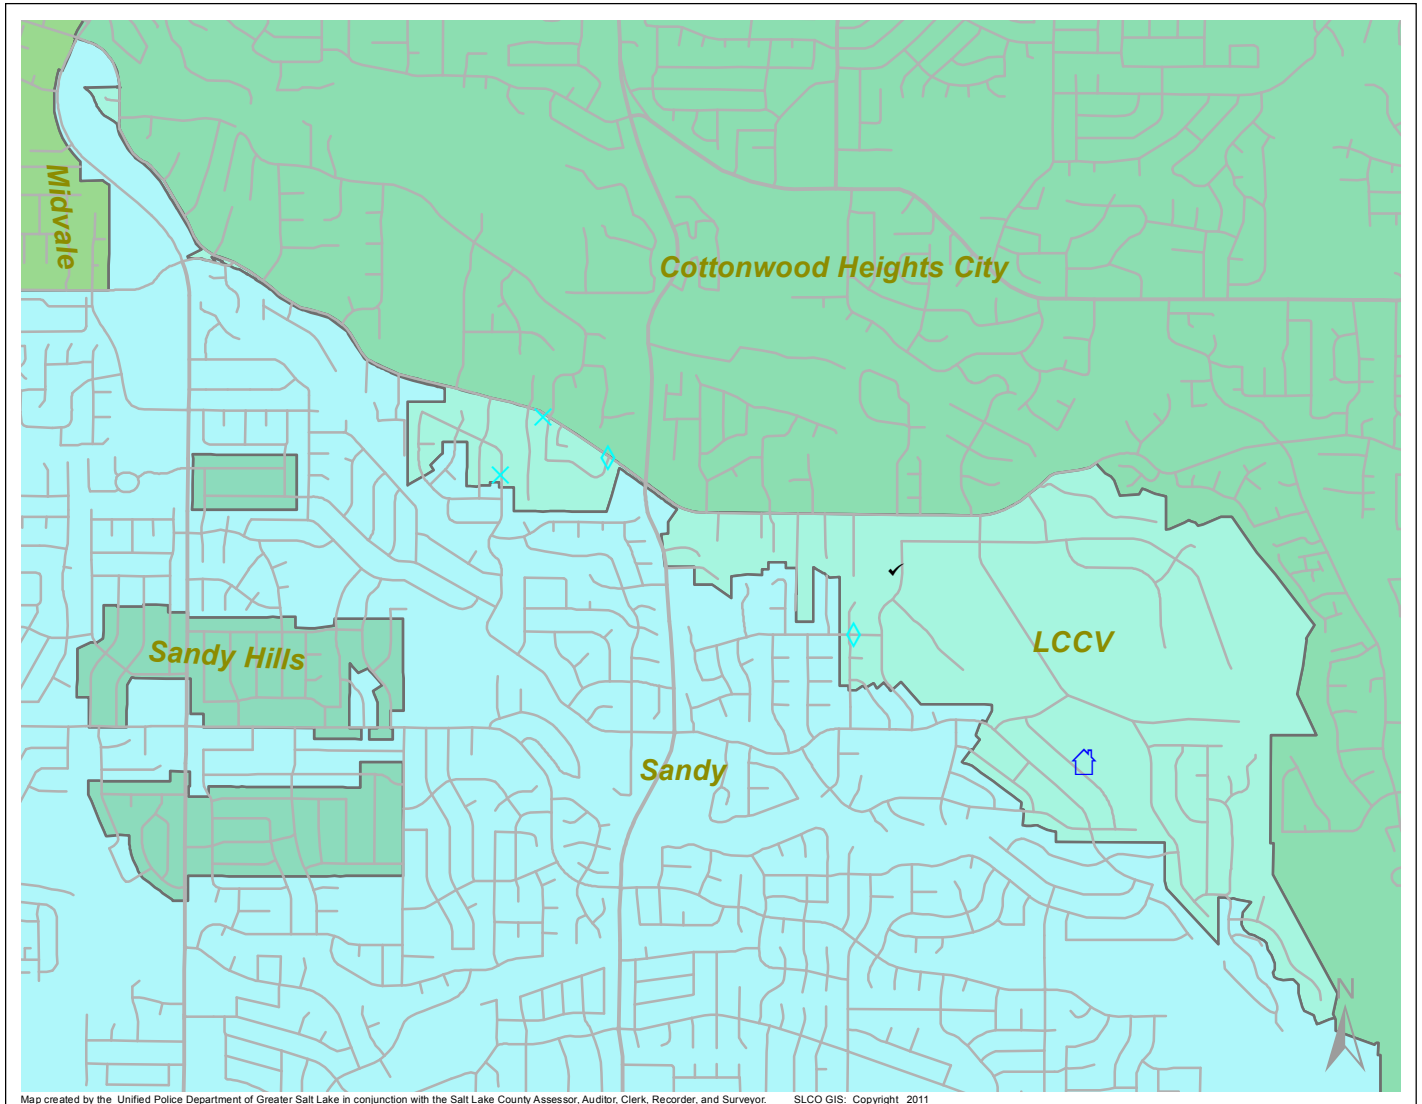 Midvale
Cottonwood Heights City
Sandy Hills
LCCV
Sandy
N
Map created by the Unified Police Department of Greater Salt Lake in conjunction with the Salt Lake County Assessor, Auditor, Clerk, Recorder, and Surveyor. SLCO GIS: Copyright 2011